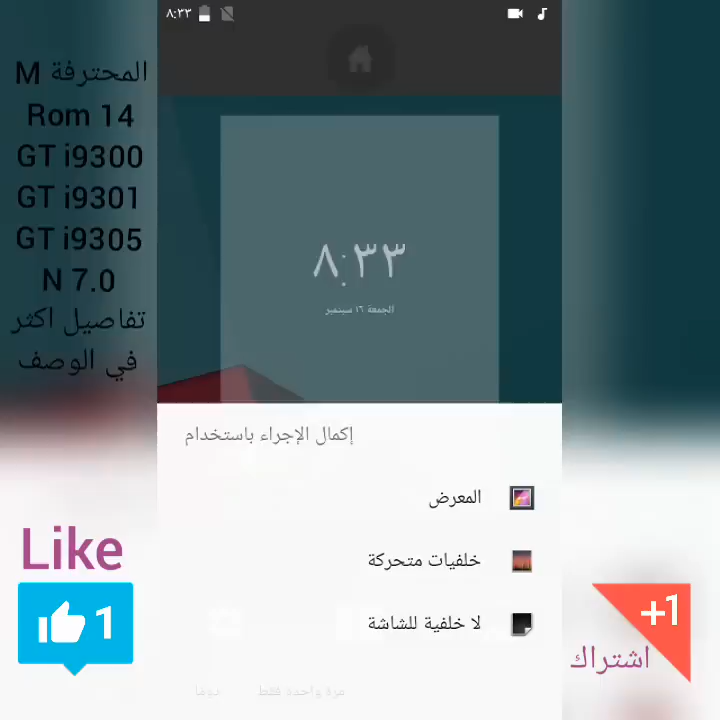 ٨:٣٣
المحترفة M
Rom 14
GT i9300
GT i9301
GT i9305
N 7.0
تفاصيل اكثر
في الوصف
٨:٣٣
الجمعة ١٦ سبتمبر
إكمال الإجراء باستخدام
المعرض
خلفيات متحركة
لا خلفية للشاشة
مرة واحدة فقط
دوما
Like
1
+1
اشتراك